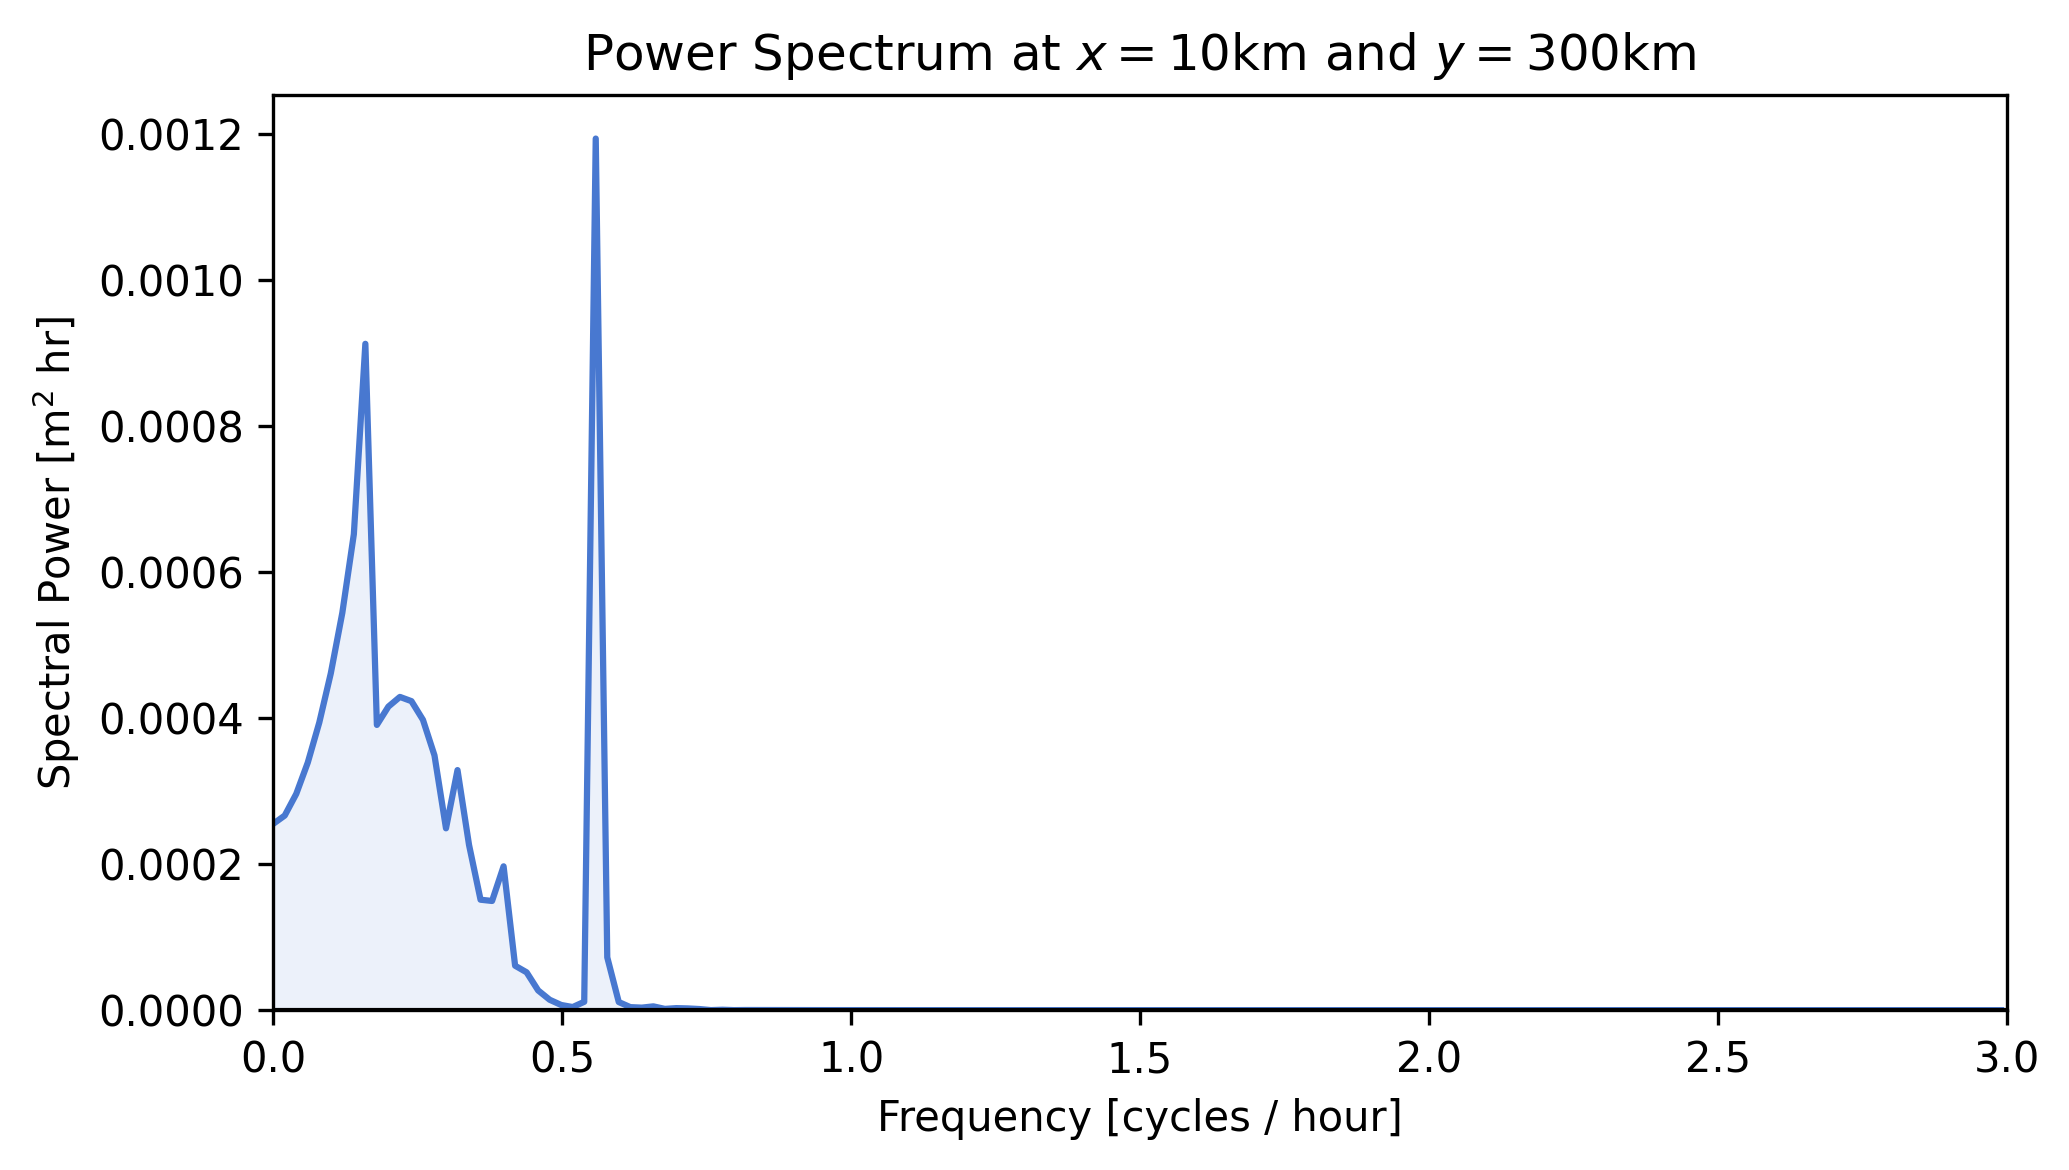 Power Spectrum at x = 10km and y = 300km
0.0012
0.0010
0.0008
0.0006
0.0004
0.0002
0.0000
Spectral Power [m² hr]
0.0 0.5 1.0 1.5 2.0 2.5 3.0
Frequency [cycles / hour]